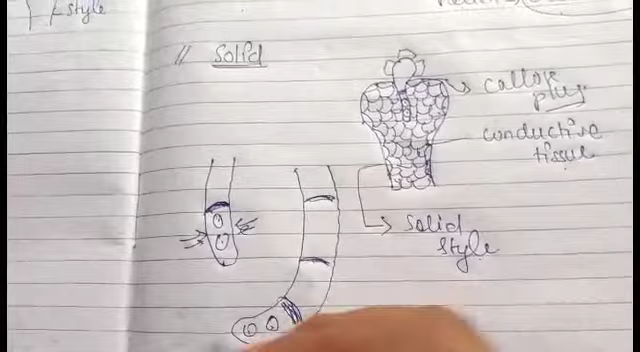 style
// Solid
callose
plug
conductive
tissue
solid
style